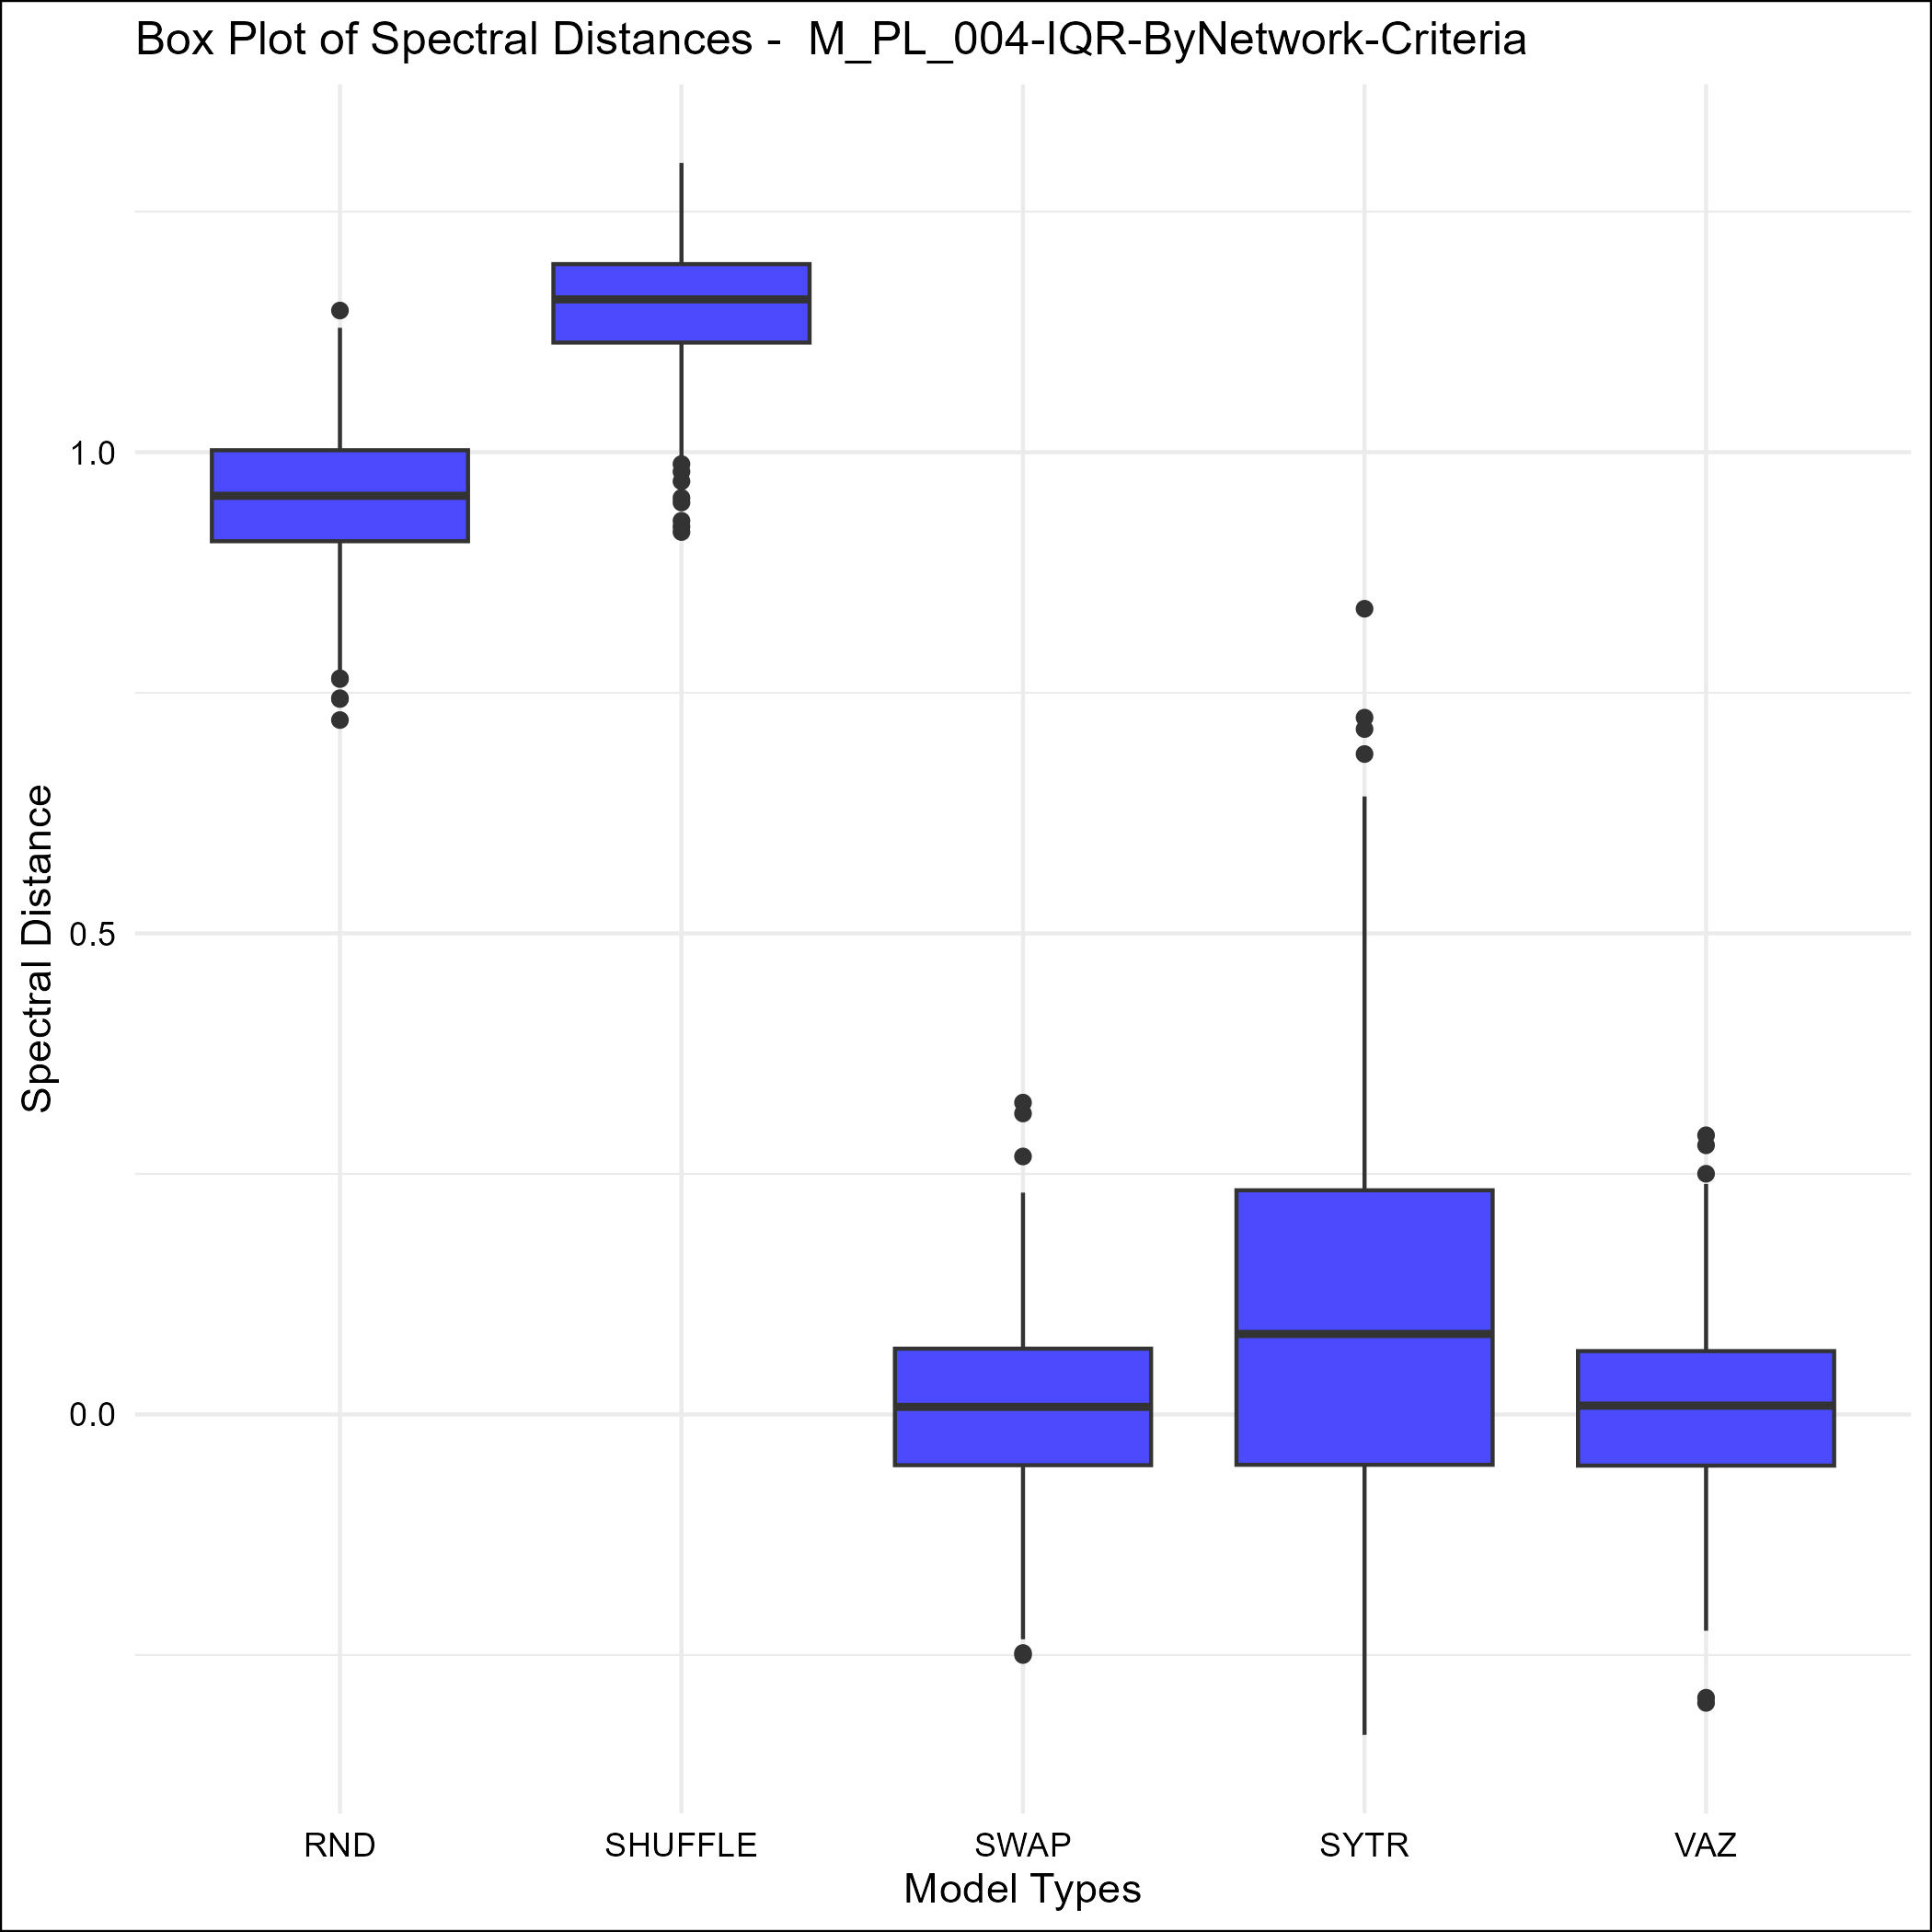 Box Plot of Spectral Distances -  M_PL_004-IQR-ByNetwork-Criteria
Spectral Distance
1.0
0.5
0.0
RND SHUFFLE SWAP SYTR VAZ
Model Types